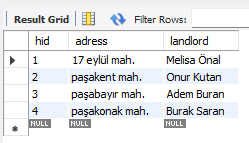 Result Grid Filter Rows:
hid adress landlord
1 17 eylül mah. Melisa Önal
2 paşakent mah. Onur Kutan
3 paşabayır mah. Adem Buran
4 paşakonak mah. Burak Saran
NULL NULL NULL